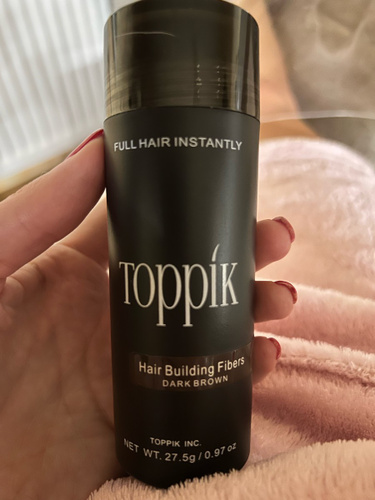 FULL HAIR INSTANTLY
TOPPIK
Hair Building Fibers
DARK BROWN
TOPPIK INC.
NET WT. 27.5g / 0.97 oz